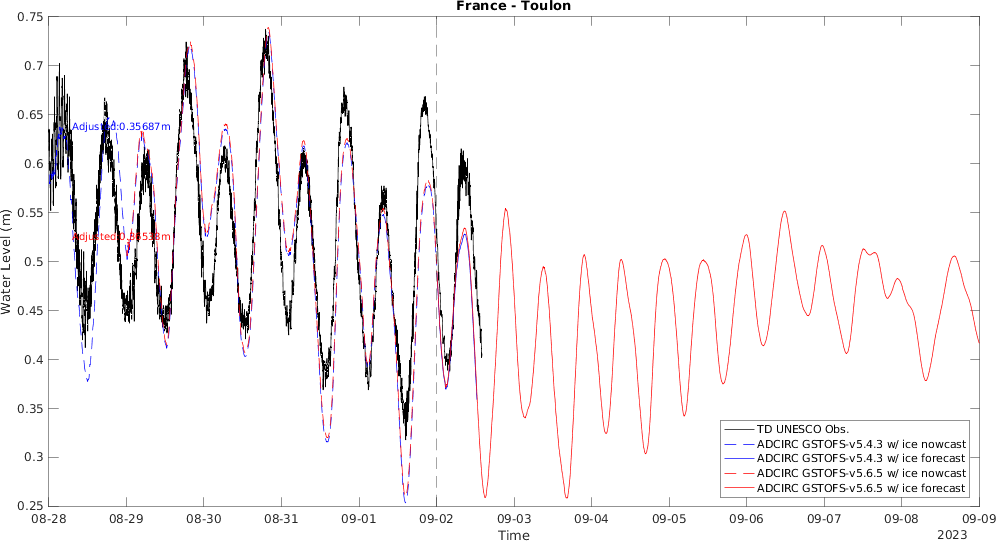 France - Toulon
0.75
0.7
0.65
0.6
0.55
0.5
0.45
0.4
0.35
0.3
0.25
Water Level (m)
Adjusted:0.35687m
08-28
08-29
08-30
08-31
09-01
09-02
09-03
09-04
09-05
09-06
09-07
09-08
09-09
Time
2023
TD UNESCO Obs.
ADCIRC GSTOFS-v5.4.3 w/ ice nowcast
ADCIRC GSTOFS-v5.4.3 w/ ice forecast
ADCIRC GSTOFS-v5.6.5 w/ ice nowcast
ADCIRC GSTOFS-v5.6.5 w/ ice forecast